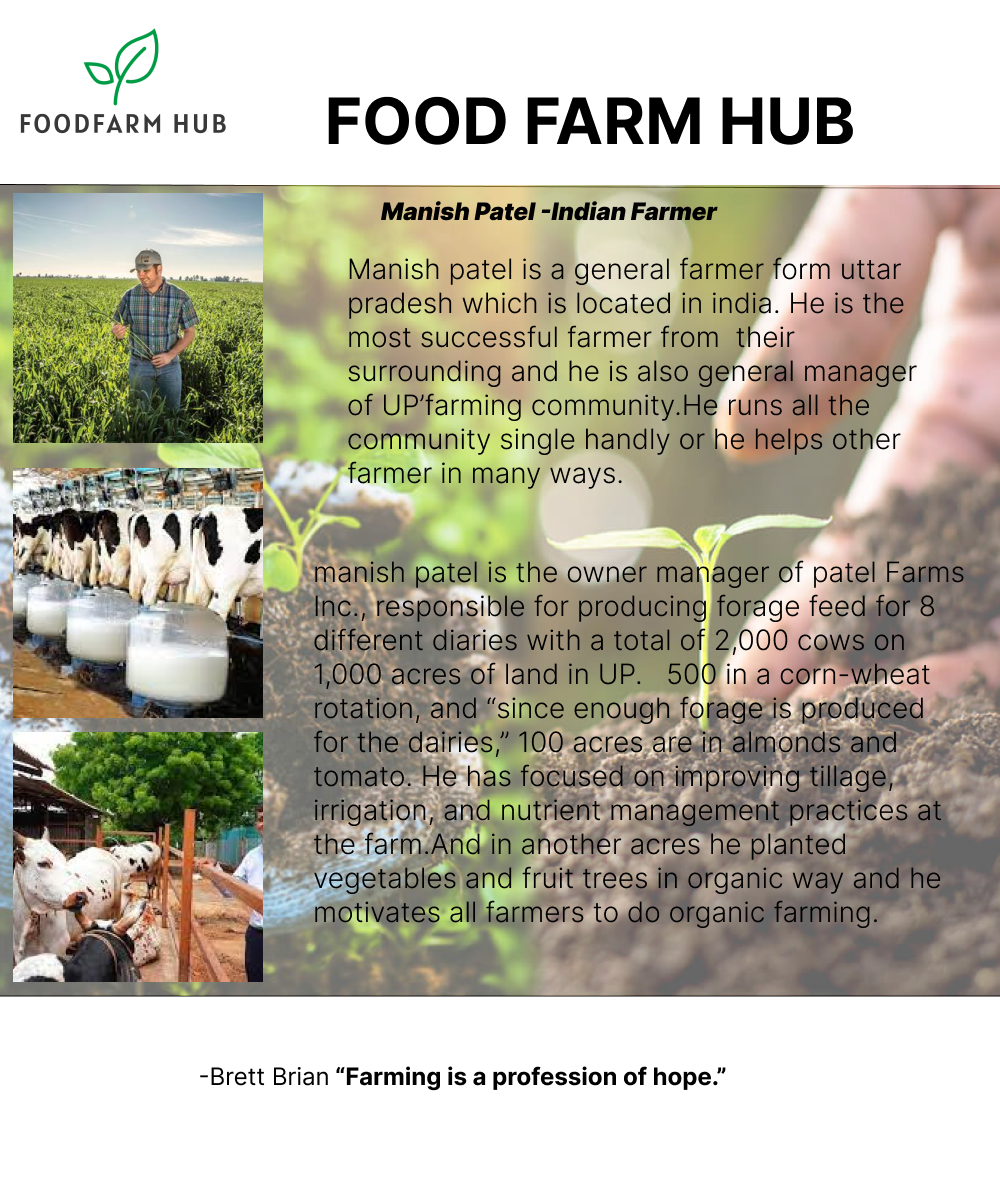 FOODFARM HUB
FOOD FARM HUB
Manish Patel -Indian Farmer
Manish patel is a general farmer form uttar
pradesh which is located in india. He is the
most successful farmer from  their
surrounding and he is also general manager
of UP’farming community.He runs all the
community single handly or he helps other
farmer in many ways.
manish patel is the owner manager of patel Farms
Inc., responsible for producing forage feed for 8
different diaries with a total of 2,000 cows on
1,000 acres of land in UP.   500 in a corn-wheat
rotation, and “since enough forage is produced
for the dairies,” 100 acres are in almonds and
tomato. He has focused on improving tillage,
irrigation, and nutrient management practices at
the farm.And in another acres he planted
vegetables and fruit trees in organic way and he
motivates all farmers to do organic farming.
-Brett Brian “Farming is a profession of hope.”